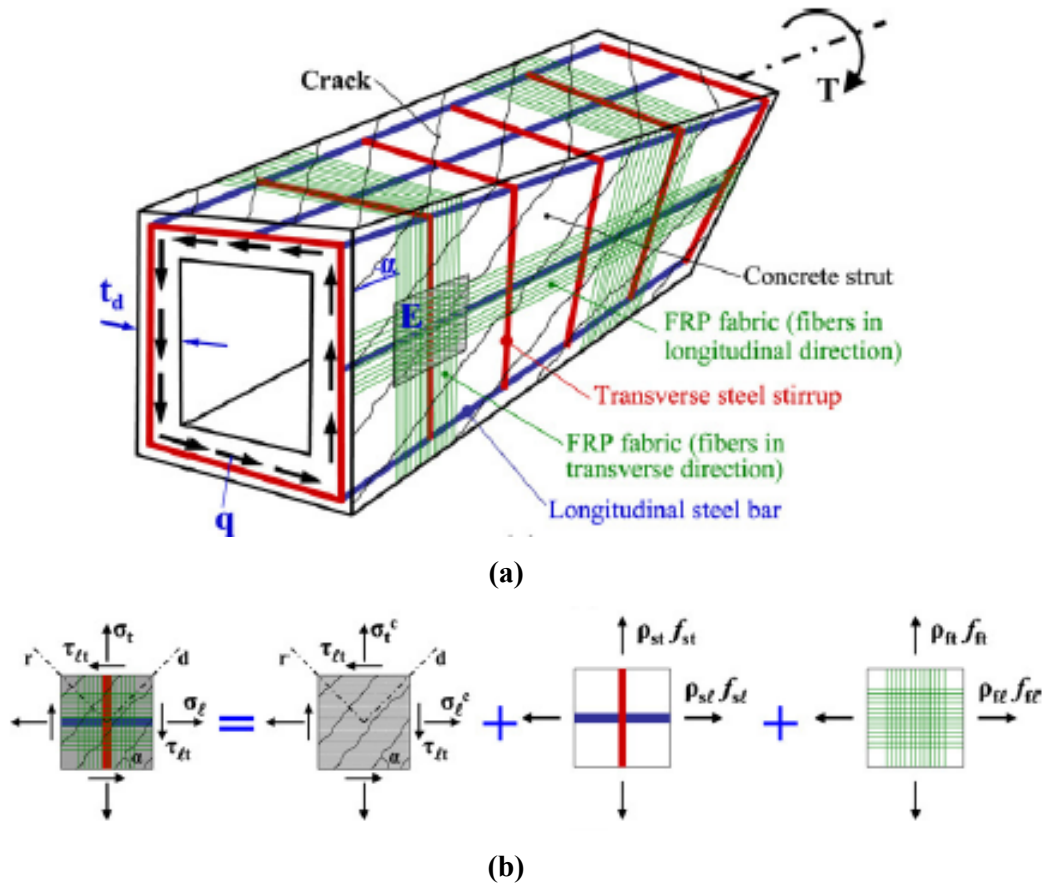 Crack
T
α
E
t_d
Concrete strut
FRP fabric (fibers in
longitudinal direction)
Transverse steel stirrup
FRP fabric (fibers in
transverse direction)
Longitudinal steel bar
q
(a)
σ_t
τ_ℓt
r
d
σ_ℓ
τ_ℓt
α
=
σ_t^c
τ_ℓt
r
d
σ_ℓ^c
τ_ℓt
α
+
ρ_st f_st
ρ_sℓ f_sℓ
+
ρ_ft f_ft
ρ_fℓ f_fℓ
(b)